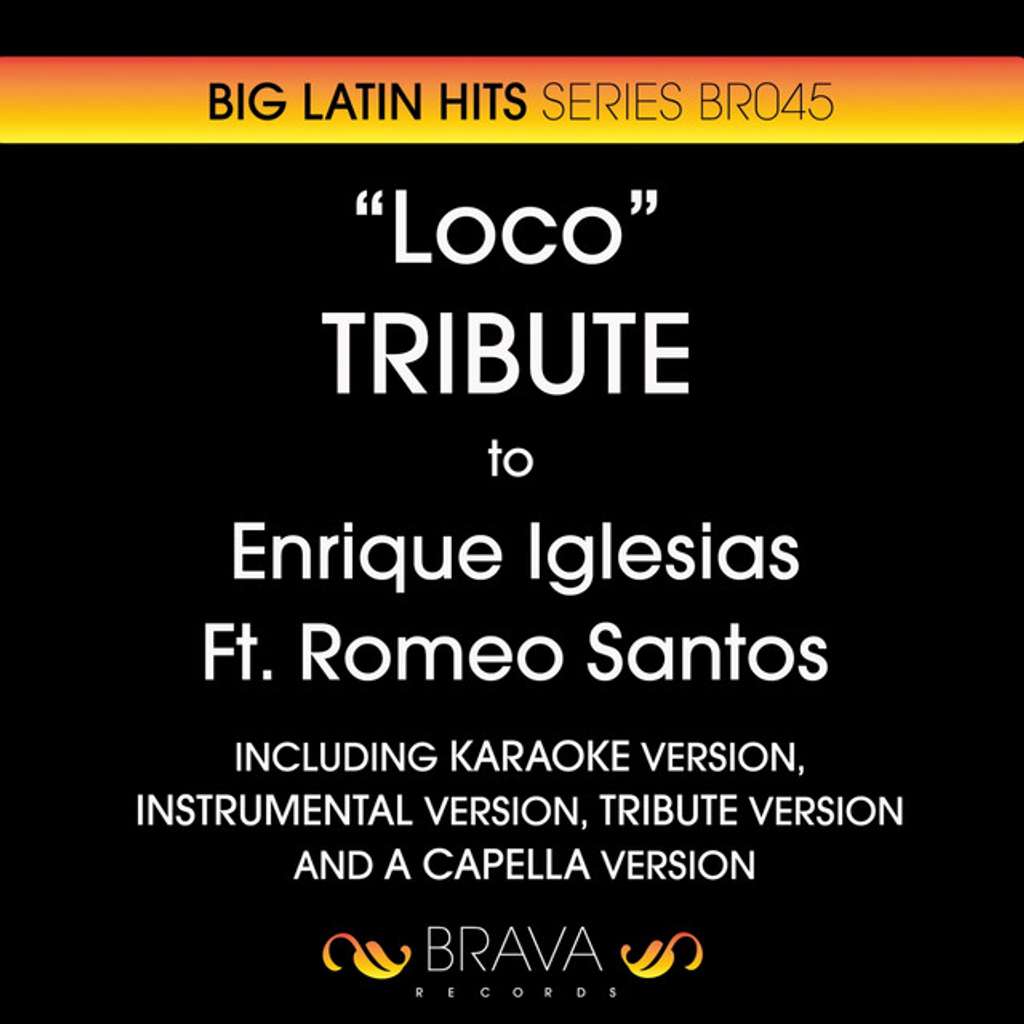 BIG LATIN HITS SERIES BR045
“Loco”
TRIBUTE
to
Enrique Iglesias
Ft. Romeo Santos
INCLUDING KARAOKE VERSION,
INSTRUMENTAL VERSION, TRIBUTE VERSION
AND A CAPELLA VERSION
BRAVA
RECORDS